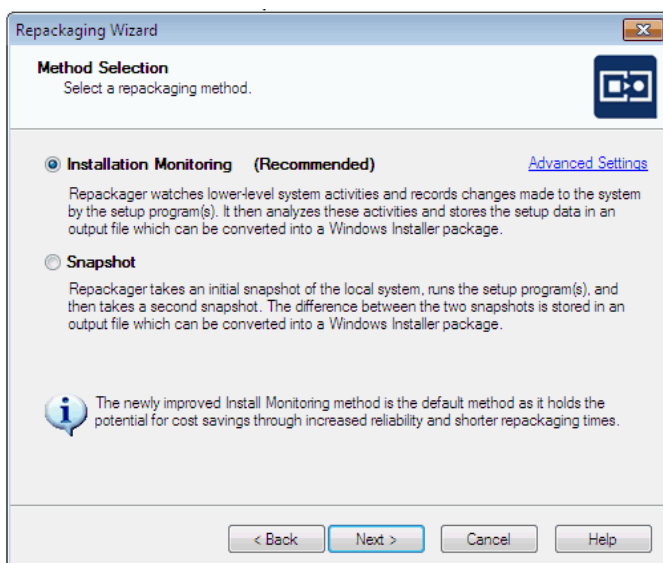 Repackaging Wizard
Method Selection
Select a repackaging method.
Installation Monitoring (Recommended) Advanced Settings
Repackager watches lower-level system activities and records changes made to the system
by the setup program(s). It then analyzes these activities and stores the setup data in an
output file which can be converted into a Windows Installer package.
Snapshot
Repackager takes an initial snapshot of the local system, runs the setup program(s), and
then takes a second snapshot. The difference between the two snapshots is stored in an
output file which can be converted into a Windows Installer package.
The newly improved Install Monitoring method is the default method as it holds the
potential for cost savings through increased reliability and shorter repackaging times.
< Back Next > Cancel Help